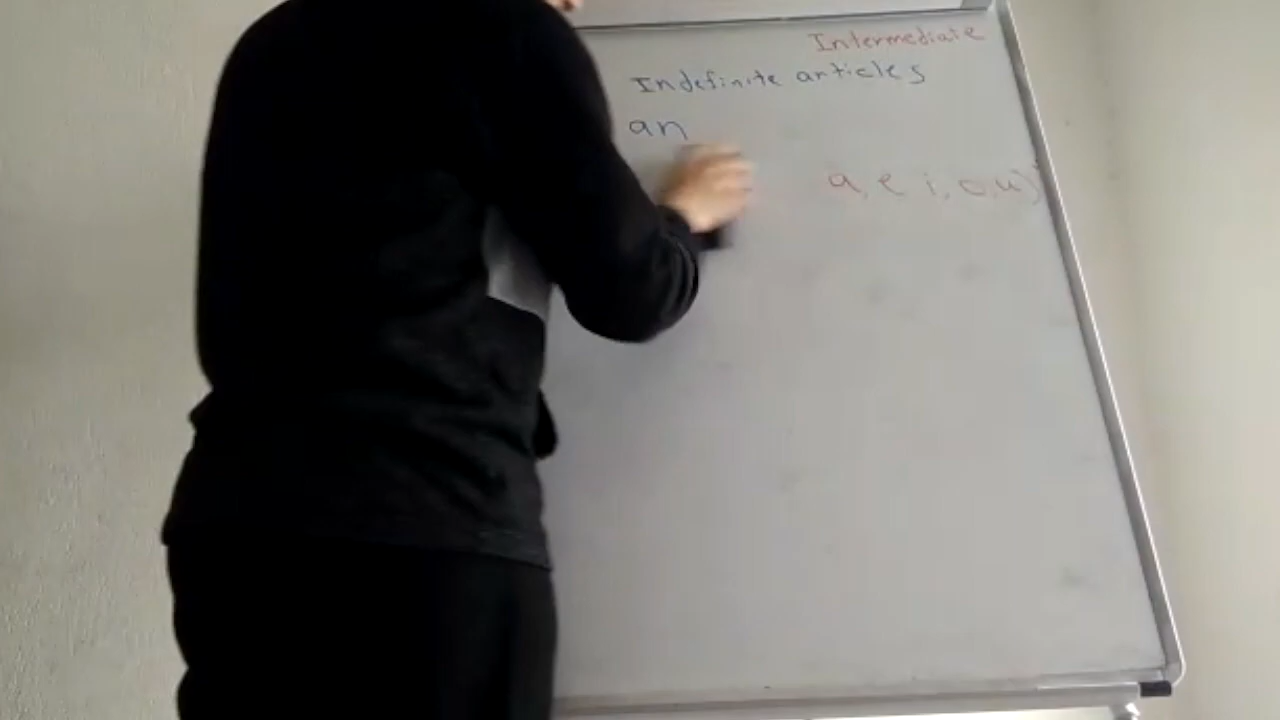 Intermediate
Indefinite articles
an
a, e i, o, u)